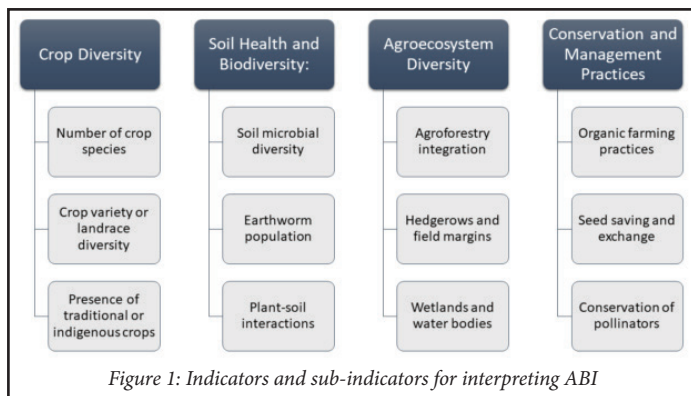 Crop Diversity
Number of crop
species
Crop variety or
landrace diversity
Presence of
traditional or
indigenous crops
Soil Health and
Biodiversity:
Soil microbial
diversity
Earthworm
population
Plant-soil
interactions
Agroecosystem
Diversity
Agroforestry
integration
Hedgerows and
field margins
Wetlands and
water bodies
Conservation and
Management
Practices
Organic farming
practices
Seed saving and
exchange
Conservation of
pollinators
Figure 1: Indicators and sub-indicators for interpreting ABI